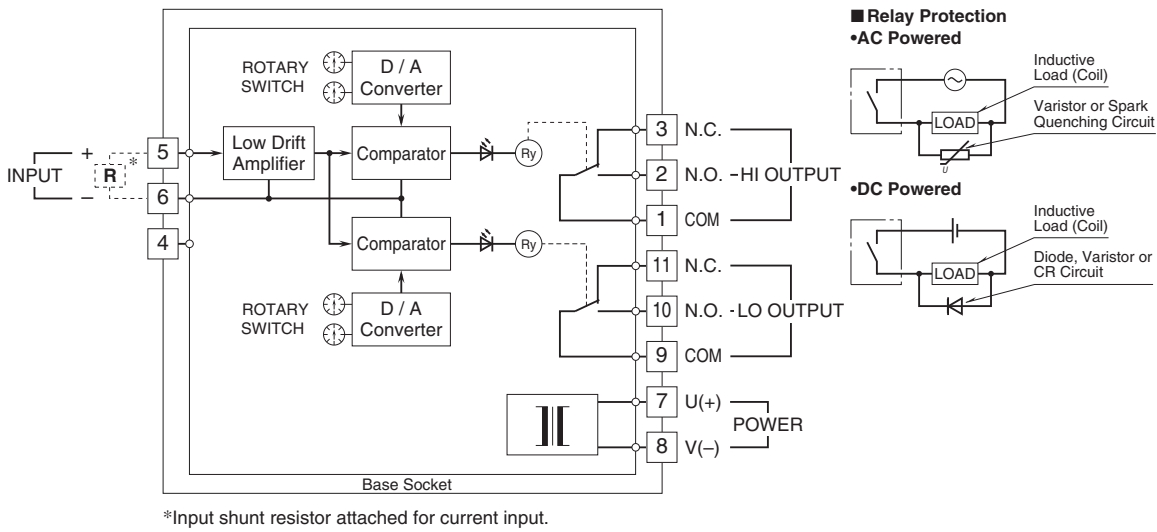 ROTARY
SWITCH
D / A
Converter
Low Drift
Amplifier
Comparator
Ry
INPUT
+
–
R
*
5
6
4
Comparator
Ry
ROTARY
SWITCH
D / A
Converter
3 N.C.
2 N.O. HI OUTPUT
1 COM
11 N.C.
10 N.O. LO OUTPUT
9 COM
7 U(+)
POWER
8 V(–)
Base Socket
*Input shunt resistor attached for current input.
■ Relay Protection
•AC Powered
Inductive
Load (Coil)
LOAD
Varistor or Spark
Quenching Circuit
U
•DC Powered
Inductive
Load (Coil)
LOAD
Diode, Varistor or
CR Circuit